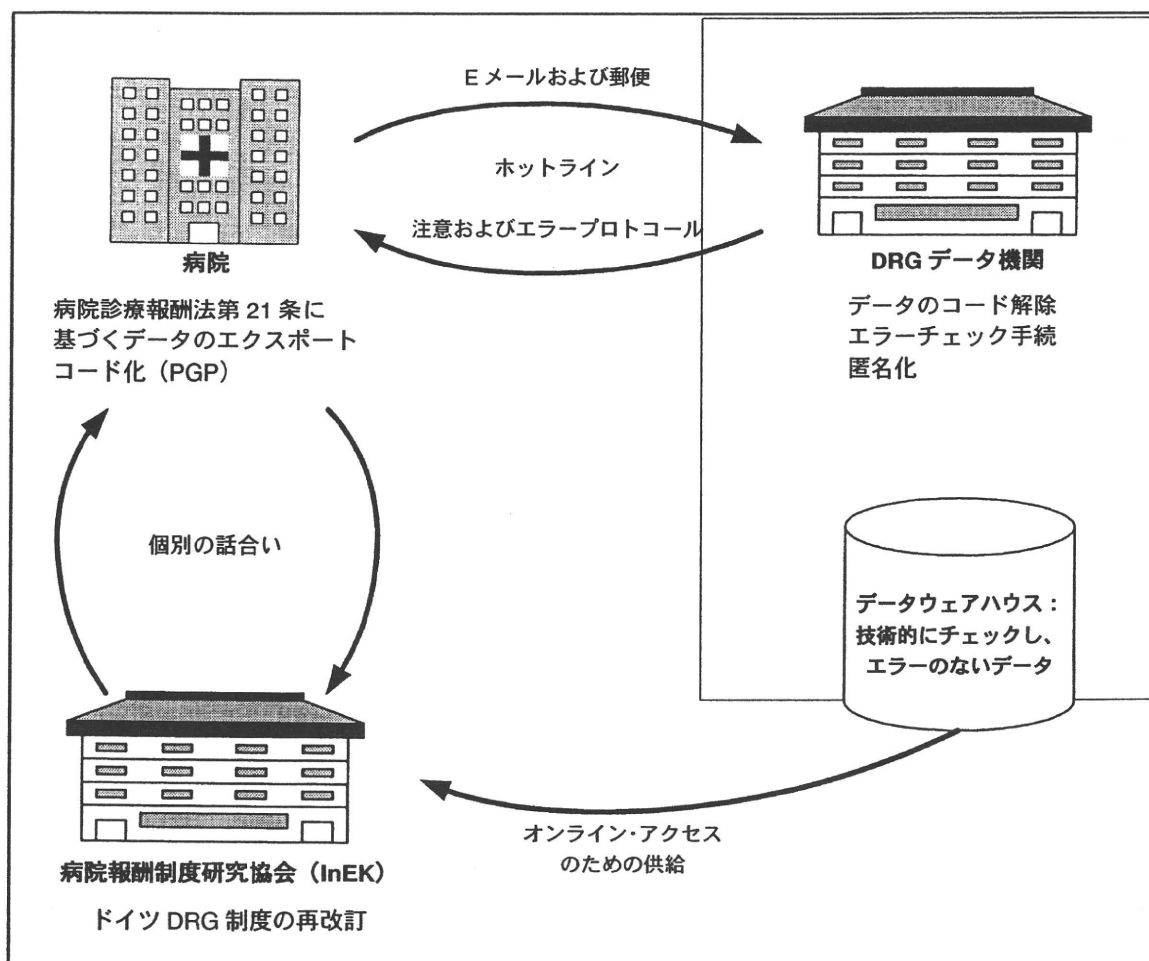 Eメールおよび郵便
ホットライン
注意およびエラープロトコール
病院
病院診療報酬法第 21 条に
基づくデータのエクスポート
コード化（PGP）
DRG データ機関
データのコード解除
エラーチェック手続
匿名化
個別の話合い
データウェアハウス：
技術的にチェックし、
エラーのないデータ
オンライン・アクセス
のための供給
病院報酬制度研究協会（InEK）
ドイツ DRG 制度の再改訂